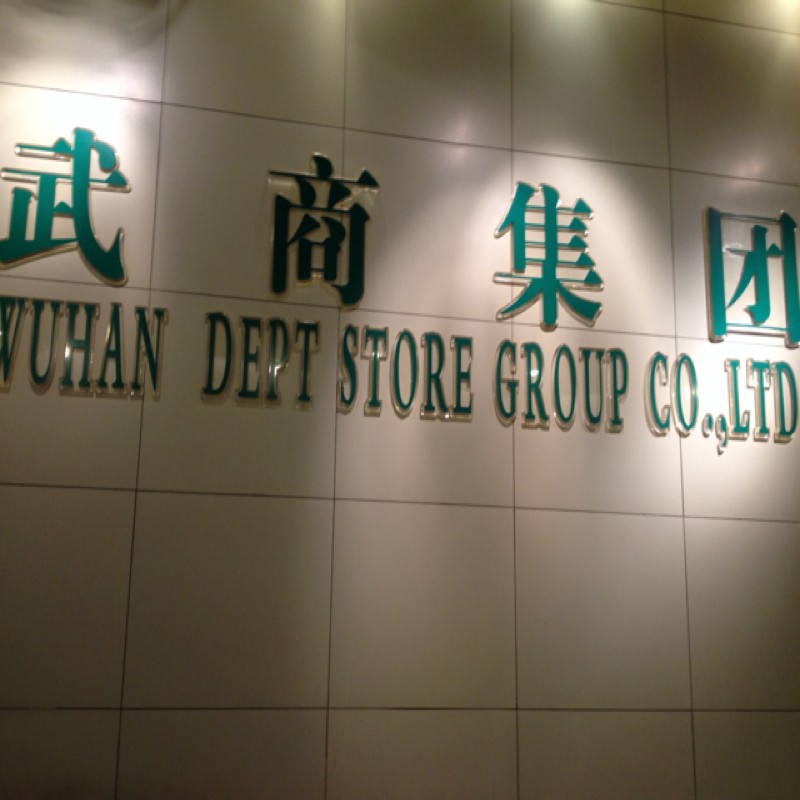 武商集团
WUHAN DEPT STORE GROUP CO.,LTD